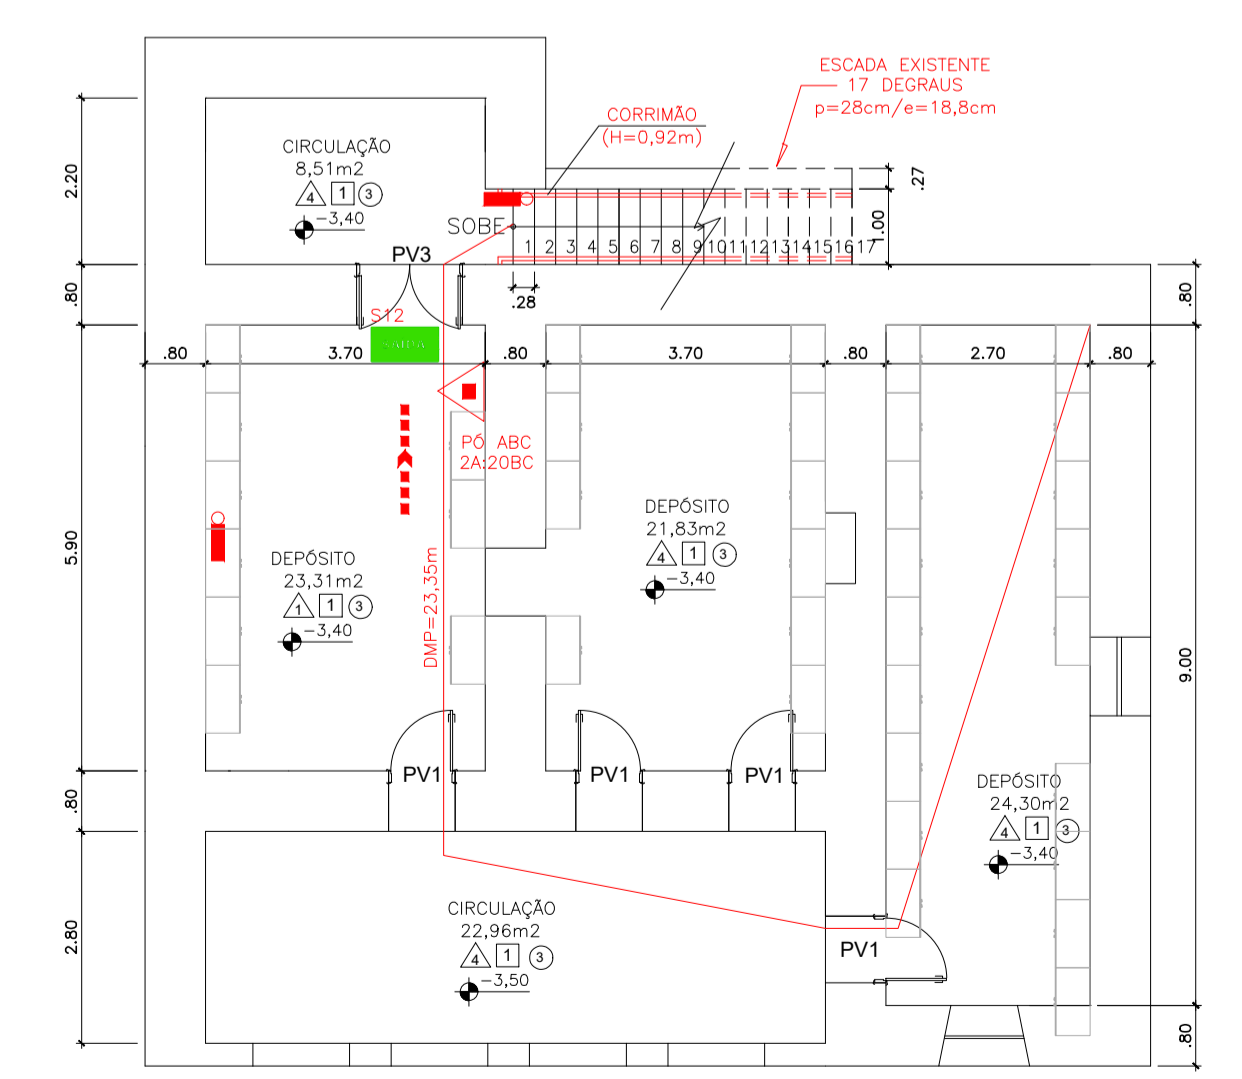 ESCADA EXISTENTE
17 DEGRAUS
p=28cm/e=18,8cm
CORRIMÃO
(H=0,92m)
CIRCULAÇÃO
8,51m2
4 1 3
-3,40
2.20
.27
1.00
SOBE
1 2 3 4 5 6 7 8 9 10 11 12 13 14 15 16 17
PV3
.28
.80
.80
S12
SAIDA
.80
3.70
.80
3.70
.80
2.70
.80
PÓ ABC
2A:20BC
DEPÓSITO
21,83m2
4 1 3
-3,40
5.90
DEPÓSITO
23,31m2
1 1 3
-3,40
DMP=23,35m
9.00
PV1
PV1
PV1
DEPÓSITO
24,30m2
4 1 3
-3,40
.80
CIRCULAÇÃO
22,96m2
4 1 3
-3,50
2.80
PV1
.80